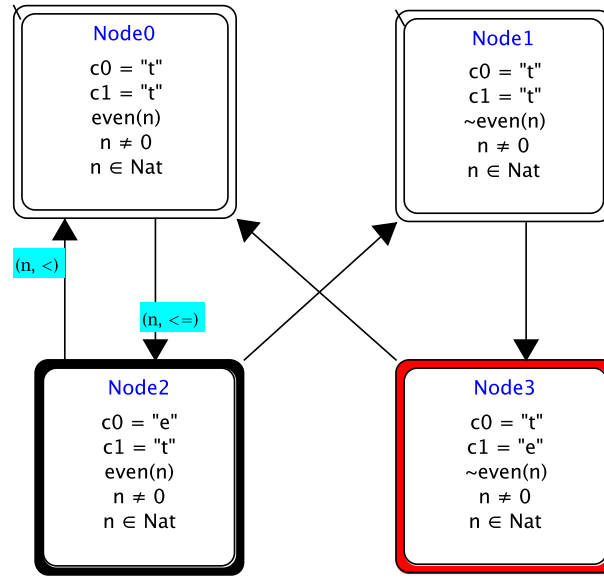 Node0
c0 = "t"
c1 = "t"
even(n)
n ≠ 0
n ∈ Nat
Node1
c0 = "t"
c1 = "t"
~even(n)
n ≠ 0
n ∈ Nat
(n, <)
(n, <=)
Node2
c0 = "e"
c1 = "t"
even(n)
n ≠ 0
n ∈ Nat
Node3
c0 = "t"
c1 = "e"
~even(n)
n ≠ 0
n ∈ Nat